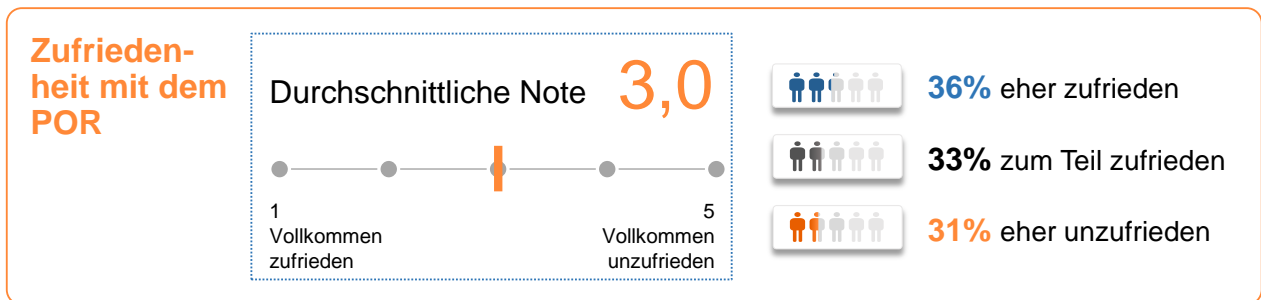 Zufrieden-
heit mit dem
POR
Durchschnittliche Note 3,0
1
Vollkommen
zufrieden
5
Vollkommen
unzufrieden
36% eher zufrieden
33% zum Teil zufrieden
31% eher unzufrieden